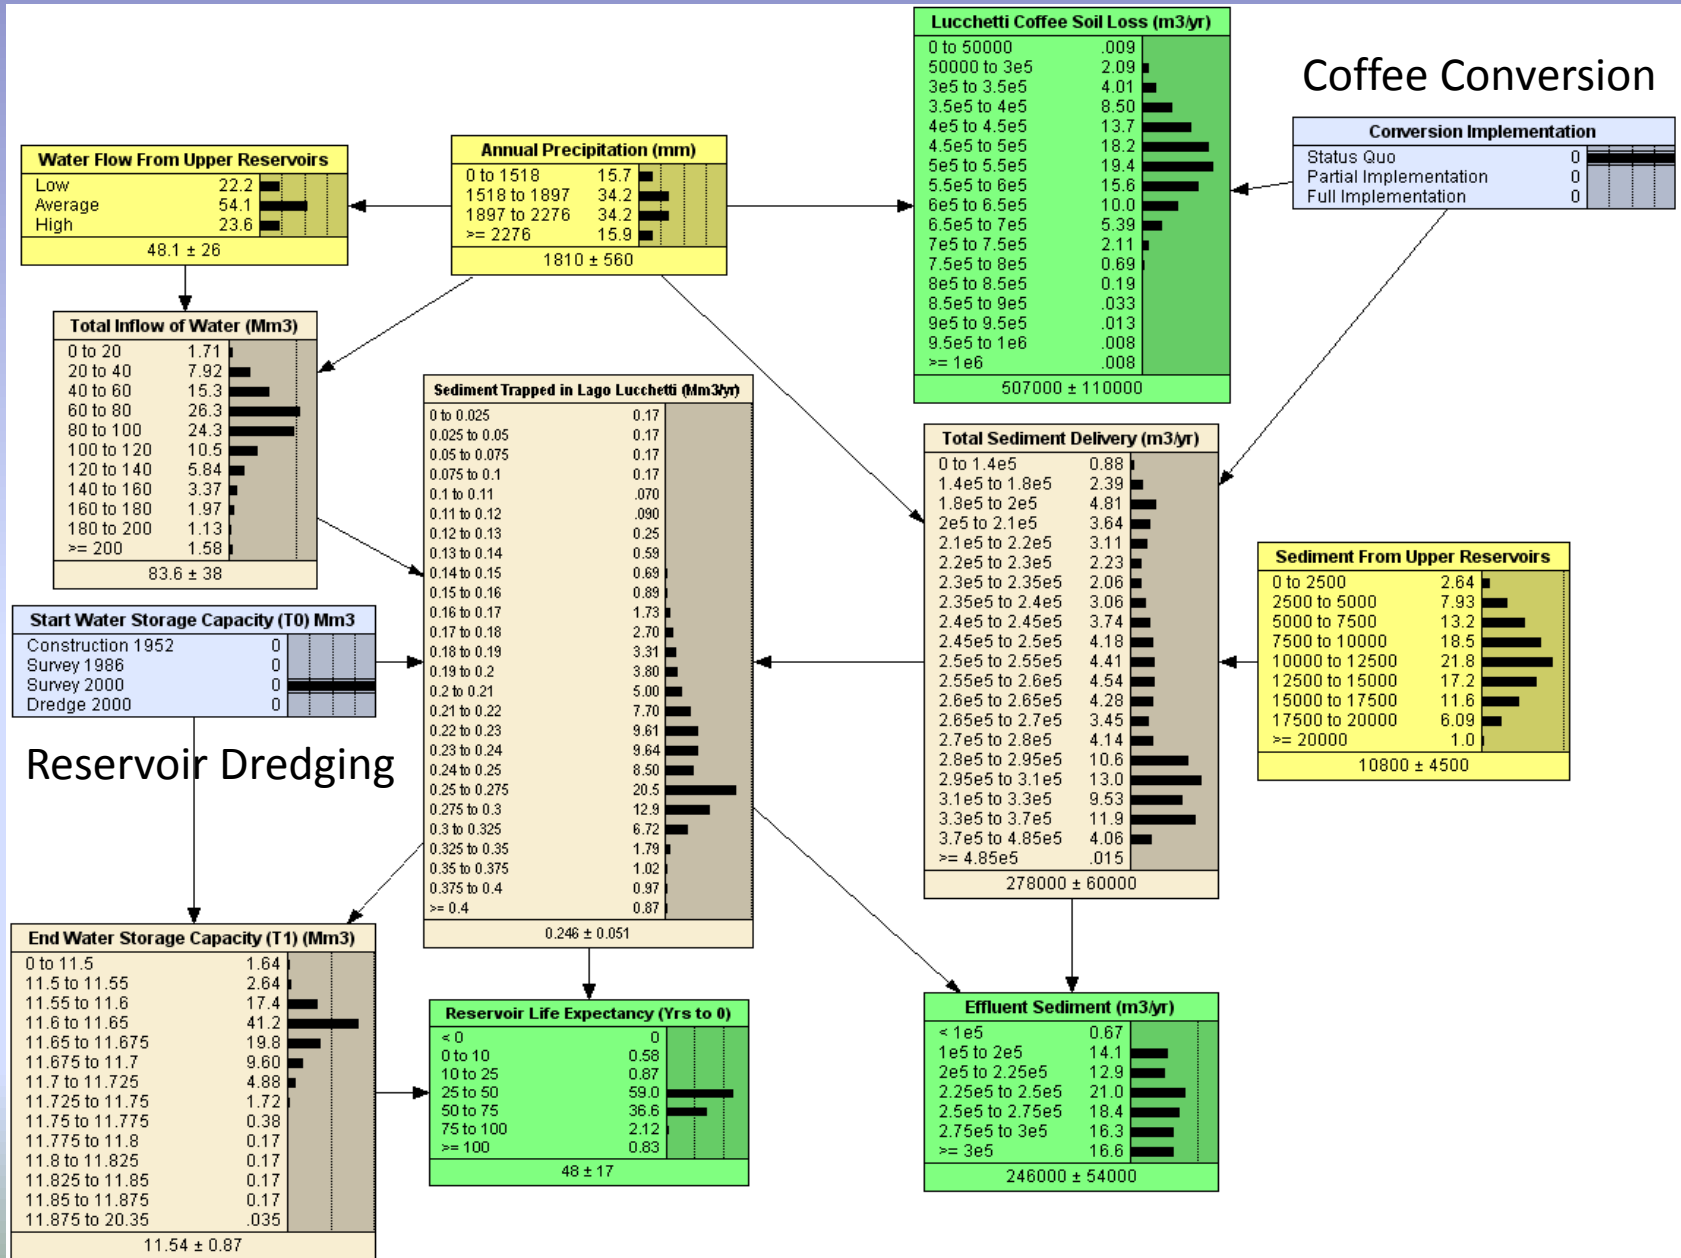 Lucchetti Coffee Soil Loss (m3/yr)
0 to 50000 .009
50000 to 3e5 2.09
3e5 to 3.5e5 4.01
3.5e5 to 4e5 8.50
4e5 to 4.5e5 13.7
4.5e5 to 5e5 18.2
5e5 to 5.5e5 19.4
5.5e5 to 6e5 15.6
6e5 to 6.5e5 10.0
6.5e5 to 7e5 5.39
7e5 to 7.5e5 2.11
7.5e5 to 8e5 0.69
8e5 to 8.5e5 0.19
8.5e5 to 9e5 .033
9e5 to 9.5e5 .013
9.5e5 to 1e6 .008
>= 1e6 .008
507000 ± 110000
Coffee Conversion
Conversion Implementation
Status Quo 0
Partial Implementation 0
Full Implementation 0
Water Flow From Upper Reservoirs
Low 22.2
Average 54.1
High 23.6
48.1 ± 26
Annual Precipitation (mm)
0 to 1518 15.7
1518 to 1897 34.2
1897 to 2276 34.2
>= 2276 15.9
1810 ± 560
Total Inflow of Water (Mm3)
0 to 20 1.71
20 to 40 7.92
40 to 60 15.3
60 to 80 26.3
80 to 100 24.3
100 to 120 10.5
120 to 140 5.84
140 to 160 3.37
160 to 180 1.97
180 to 200 1.13
>= 200 1.58
83.6 ± 38
Sediment Trapped in Lago Lucchetti (Mm3/yr)
0 to 0.025 0.17
0.025 to 0.05 0.17
0.05 to 0.075 0.17
0.075 to 0.1 0.17
0.1 to 0.11 .070
0.11 to 0.12 .090
0.12 to 0.13 0.25
0.13 to 0.14 0.59
0.14 to 0.15 0.69
0.15 to 0.16 0.89
0.16 to 0.17 1.73
0.17 to 0.18 2.70
0.18 to 0.19 3.31
0.19 to 0.2 3.80
0.2 to 0.21 5.00
0.21 to 0.22 7.70
0.22 to 0.23 9.61
0.23 to 0.24 9.64
0.24 to 0.25 8.50
0.25 to 0.275 20.5
0.275 to 0.3 12.9
0.3 to 0.325 6.72
0.325 to 0.35 1.79
0.35 to 0.375 1.02
0.375 to 0.4 0.97
>= 0.4 0.87
0.246 ± 0.051
Total Sediment Delivery (m3/yr)
0 to 1.4e5 0.88
1.4e5 to 1.8e5 2.39
1.8e5 to 2e5 4.81
2e5 to 2.1e5 3.64
2.1e5 to 2.2e5 3.11
2.2e5 to 2.3e5 2.23
2.3e5 to 2.35e5 2.06
2.35e5 to 2.4e5 3.06
2.4e5 to 2.45e5 3.74
2.45e5 to 2.5e5 4.18
2.5e5 to 2.55e5 4.41
2.55e5 to 2.6e5 4.54
2.6e5 to 2.65e5 4.28
2.65e5 to 2.7e5 3.45
2.7e5 to 2.8e5 4.14
2.8e5 to 2.95e5 10.6
2.95e5 to 3.1e5 13.0
3.1e5 to 3.3e5 9.53
3.3e5 to 3.7e5 11.9
3.7e5 to 4.85e5 4.06
>= 4.85e5 .015
278000 ± 60000
Sediment From Upper Reservoirs
0 to 2500 2.64
2500 to 5000 7.93
5000 to 7500 13.2
7500 to 10000 18.5
10000 to 12500 21.8
12500 to 15000 17.2
15000 to 17500 11.6
17500 to 20000 6.09
>= 20000 1.0
10800 ± 4500
Start Water Storage Capacity (T0) Mm3
Construction 1952 0
Survey 1986 0
Survey 2000 0
Dredge 2000 0
Reservoir Dredging
End Water Storage Capacity (T1) (Mm3)
0 to 11.5 1.64
11.5 to 11.55 2.64
11.55 to 11.6 17.4
11.6 to 11.65 41.2
11.65 to 11.675 19.8
11.675 to 11.7 9.60
11.7 to 11.725 4.88
11.725 to 11.75 1.72
11.75 to 11.775 0.38
11.775 to 11.8 0.17
11.8 to 11.825 0.17
11.825 to 11.85 0.17
11.85 to 11.875 0.17
11.875 to 20.35 .035
11.54 ± 0.87
Reservoir Life Expectancy (Yrs to 0)
< 0 0
0 to 10 0.58
10 to 25 0.87
25 to 50 59.0
50 to 75 36.6
75 to 100 2.12
>= 100 0.83
48 ± 17
Effluent Sediment (m3/yr)
< 1e5 0.67
1e5 to 2e5 14.1
2e5 to 2.25e5 12.9
2.25e5 to 2.5e5 21.0
2.5e5 to 2.75e5 18.4
2.75e5 to 3e5 16.3
>= 3e5 16.6
246000 ± 54000